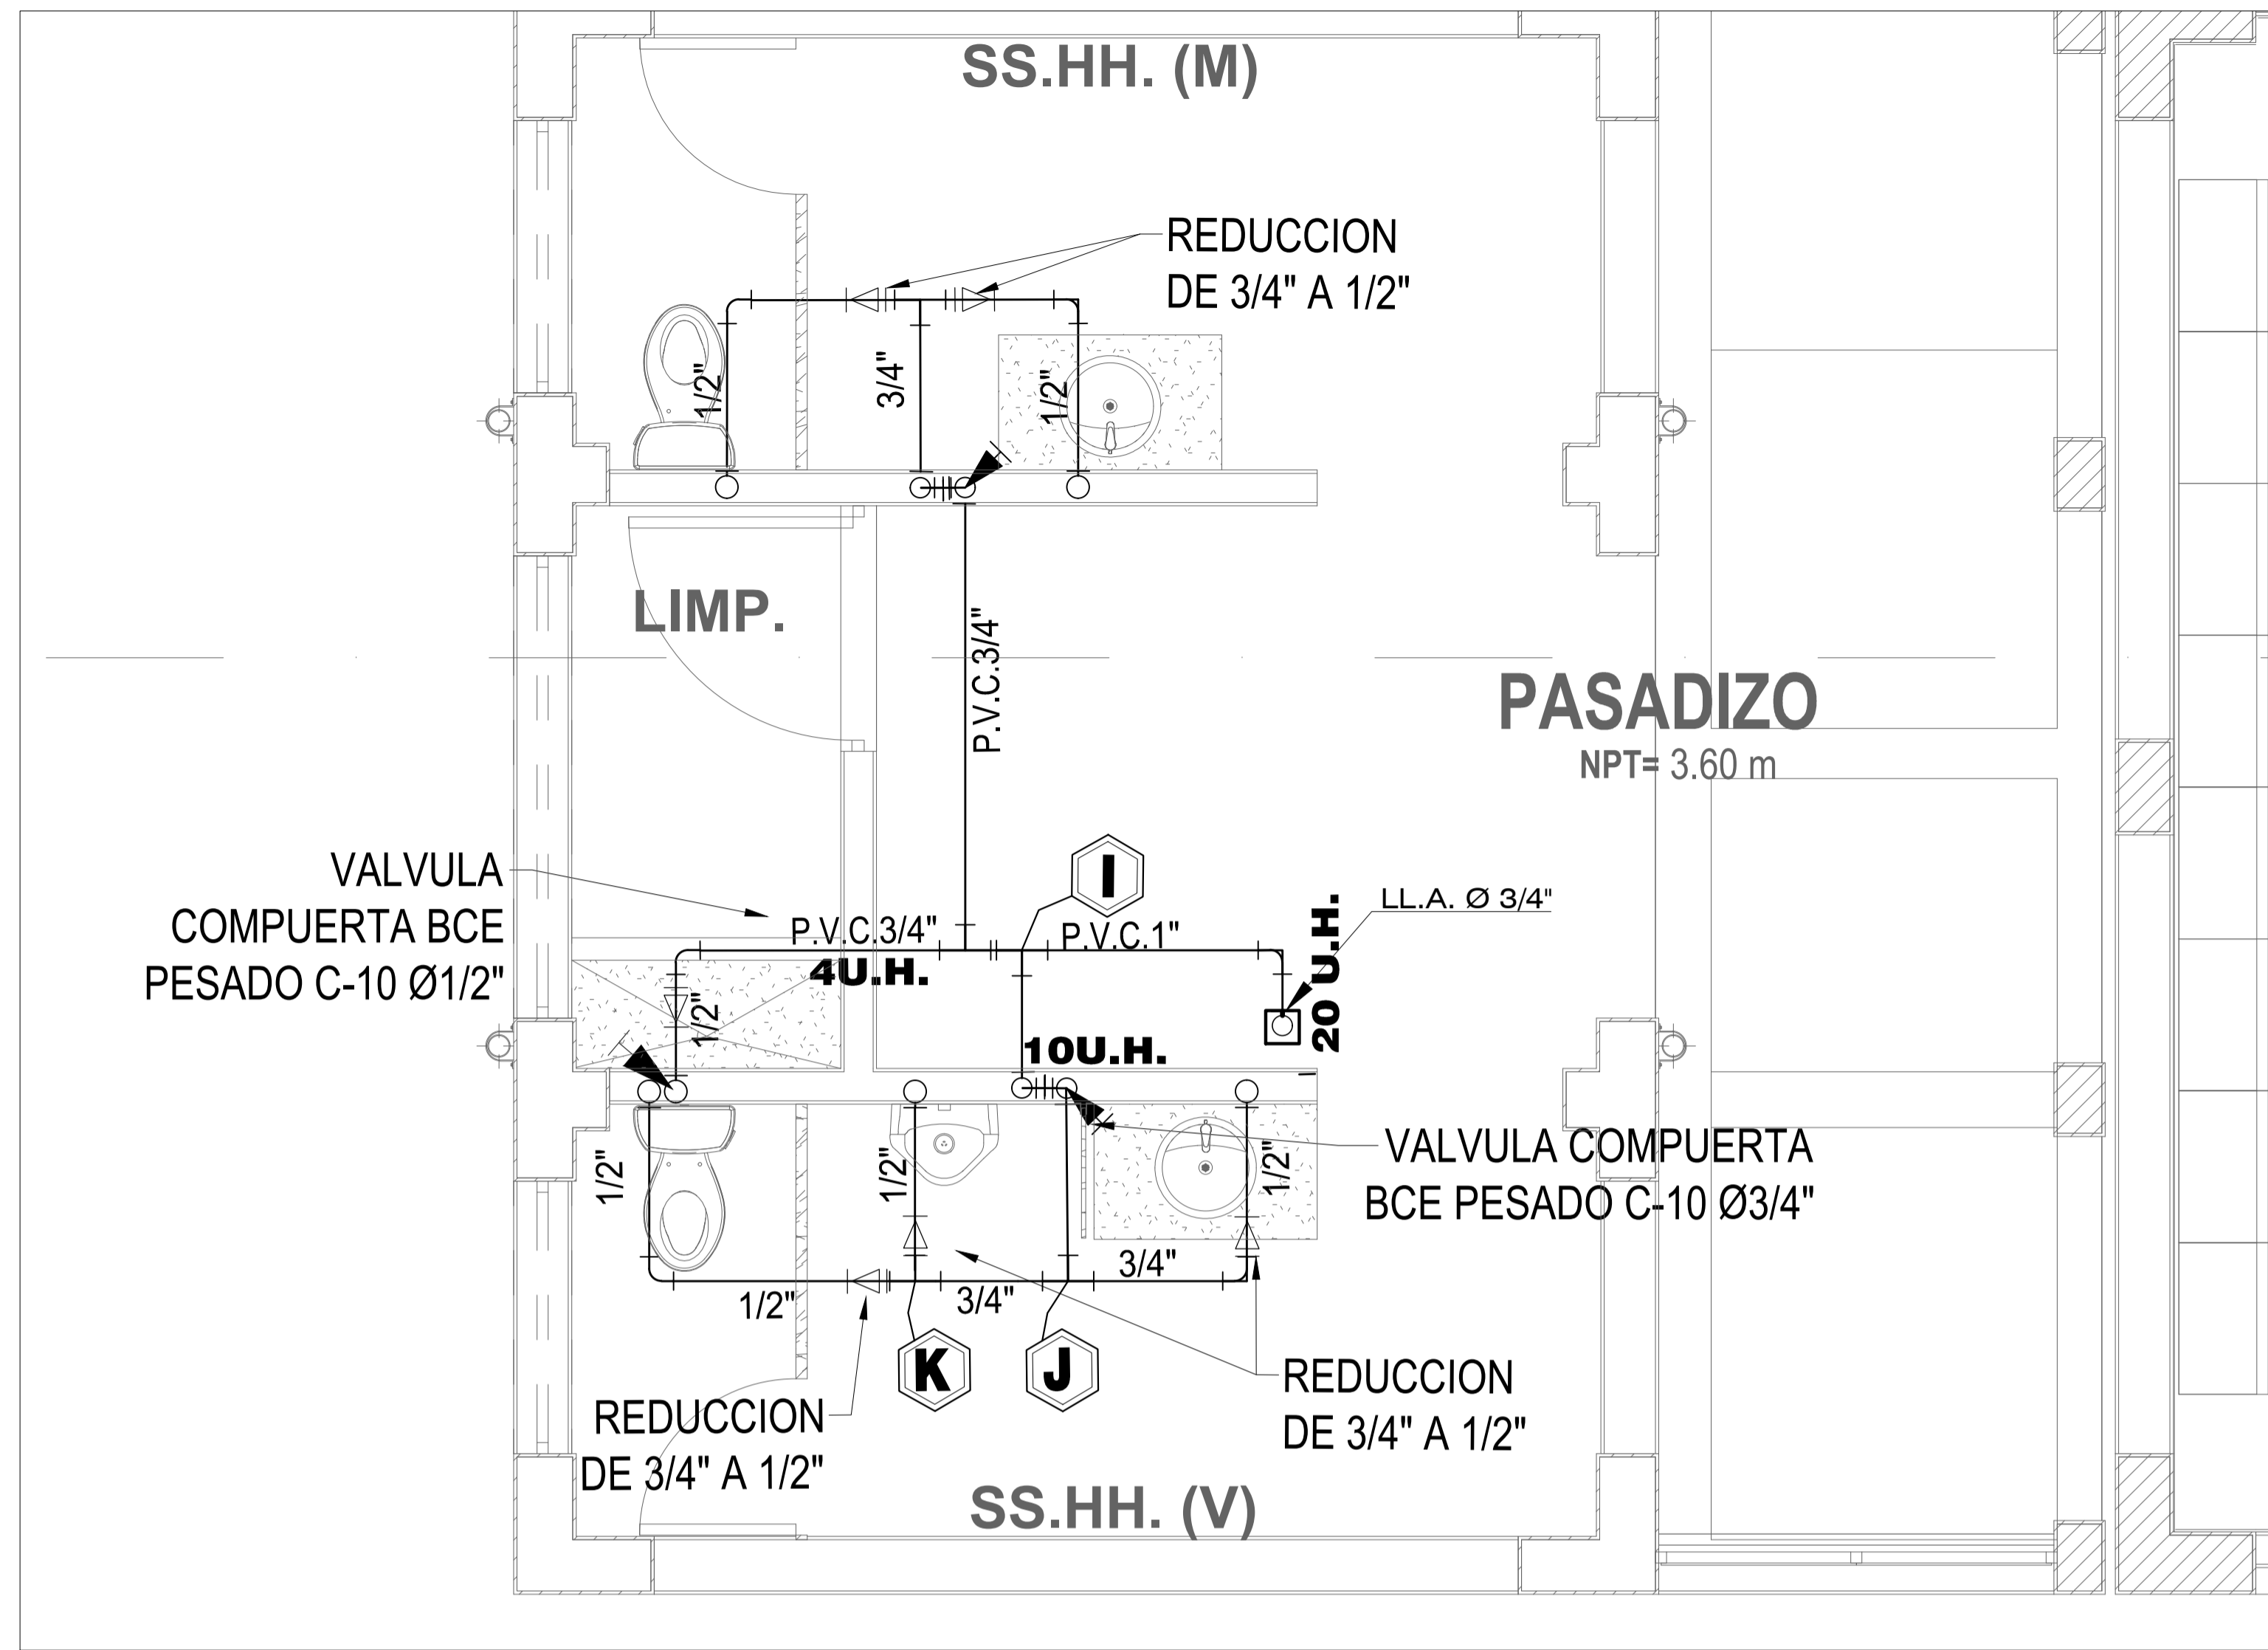 SS.HH. (M)
REDUCCION
DE 3/4" A 1/2"
1/2"
3/4"
1/2"
LIMP.
P.V.C.3/4"
PASADIZO
NPT= 3.60 m
VALVULA
COMPUERTA BCE
PESADO C-10 Ø1/2"
I
P.V.C.3/4"
4U.H.
P.V.C.1"
LL.A. Ø 3/4"
20 U.H.
1/2"
10U.H.
1/2"
1/2"
1/2"
VALVULA COMPUERTA
BCE PESADO C-10 Ø3/4"
1/2"
3/4"
3/4"
K
J
REDUCCION
DE 3/4" A 1/2"
REDUCCION
DE 3/4" A 1/2"
SS.HH. (V)